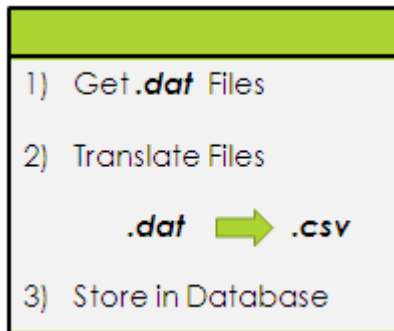 1) Get .dat Files
2) Translate Files
.dat .csv
3) Store in Database